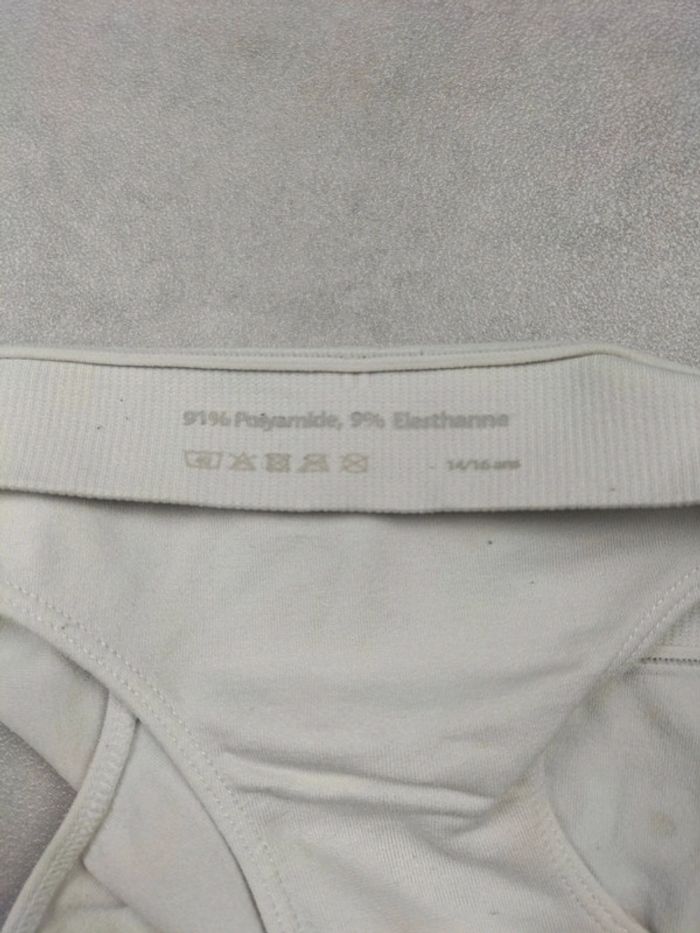 91% Polyamide, 9% Elasthanne
14/16 ans